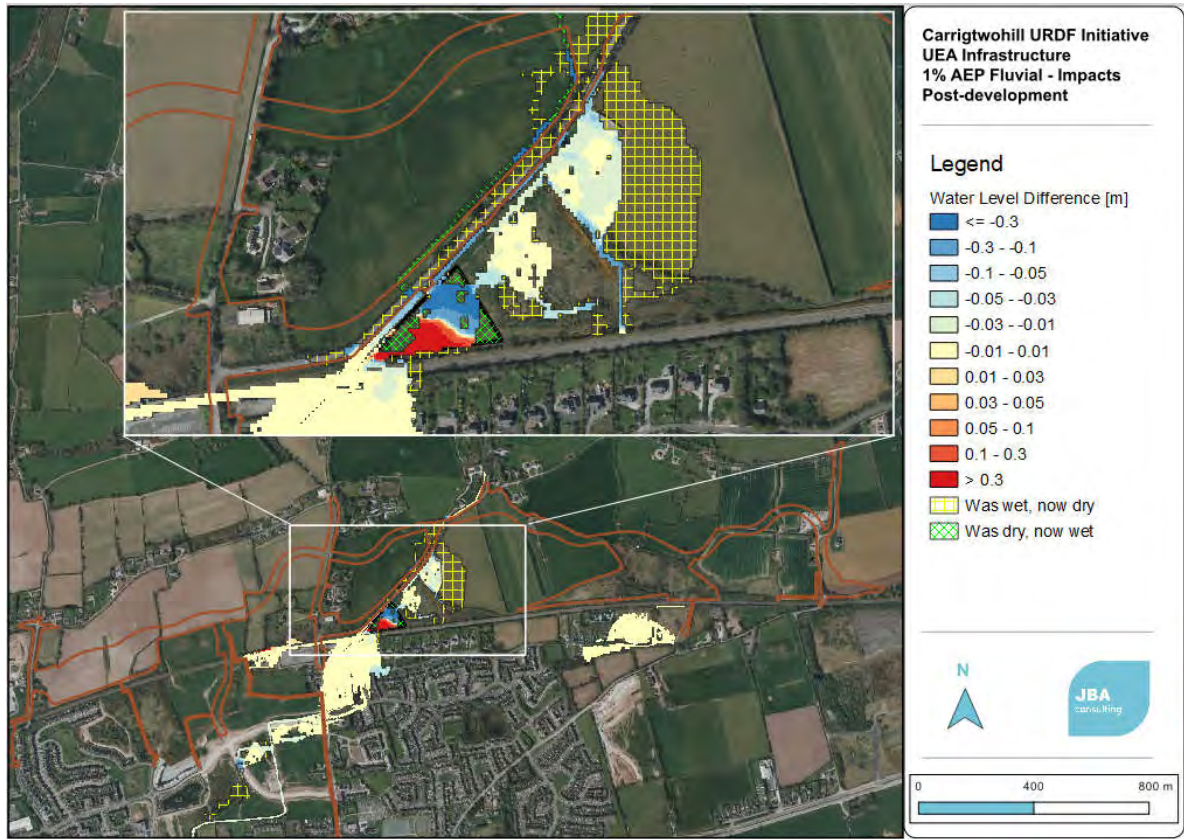 Carrigtwohill URDF Initiative
UEA Infrastructure
1% AEP Fluvial - Impacts
Post-development
Legend
Water Level Difference [m]
<= -0.3
-0.3 - -0.1
-0.1 - -0.05
-0.05 - -0.03
-0.03 - -0.01
-0.01 - 0.01
0.01 - 0.03
0.03 - 0.05
0.05 - 0.1
0.1 - 0.3
> 0.3
Was wet, now dry
Was dry, now wet
N
JBA
consulting
0 400 800 m